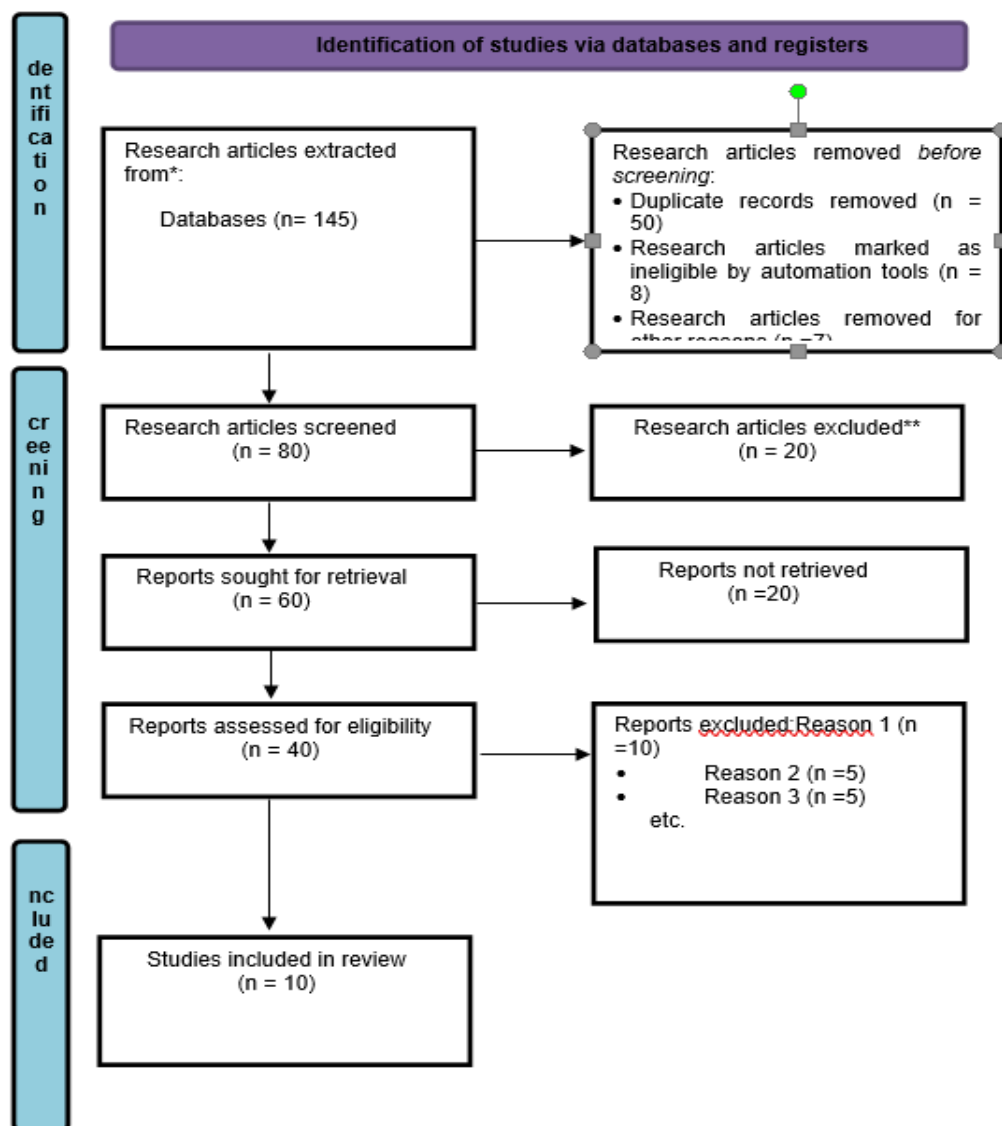 Identification of studies via databases and registers
de
nt
ifi
ca
ti
o
n
Research articles extracted
from*:
Databases (n= 145)
Research articles removed before
screening:
• Duplicate records removed (n =
50)
• Research articles marked as
ineligible by automation tools (n =
8)
• Research articles removed for
other reasons (n =7)
cr
ee
ni
n
g
Research articles screened
(n = 80)
Research articles excluded**
(n = 20)
Reports sought for retrieval
(n = 60)
Reports not retrieved
(n =20)
Reports assessed for eligibility
(n = 40)
Reports excluded:Reason 1 (n
=10)
• Reason 2 (n =5)
• Reason 3 (n =5)
etc.
nc
lu
de
d
Studies included in review
(n = 10)